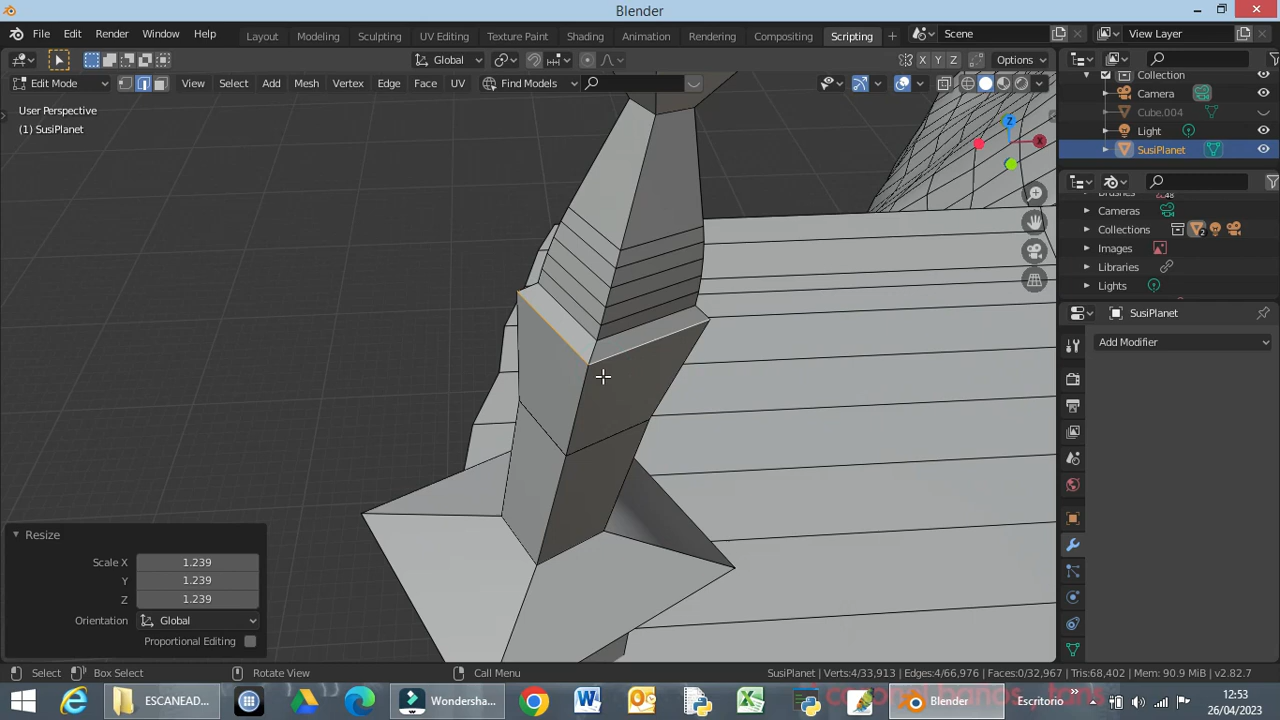 Blender
File Edit Render Window Help Layout Modeling Sculpting UV Editing Texture Paint Shading Animation Rendering Compositing Scripting + Scene View Layer
Global X Y Z Options
Edit Mode View Select Add Mesh Vertex Edge Face UV Find Models
User Perspective
(1) SusiPlanet
Z
X
Collection
Camera
Cube.004
Light
SusiPlanet
Brushes 48
Cameras
Collections 2
Images
Libraries
Lights
SusiPlanet
Add Modifier
Resize
Scale X 1.239
Y 1.239
Z 1.239
Orientation Global
Proportional Editing
Select Box Select Rotate View Call Menu SusiPlanet | Verts:4/33,913 | Edges:4/66,976 | Faces:0/32,967 | Tris:68,402 | Mem: 90.9 MiB | v2.82.7
ESCANEAD... Wondersha... Blender Escritorio » 12:53
26/04/2023